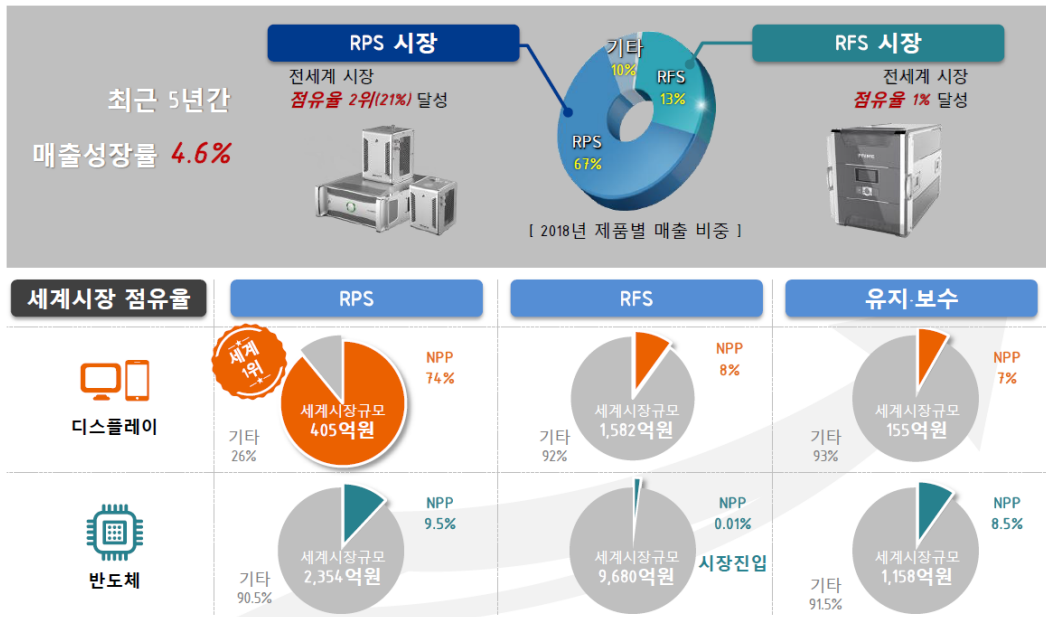 RPS 시장
전세계 시장
점유율 2위(21%) 달성
최근 5년간
매출성장률 4.6%
기타
10%
RFS
13%
RPS
67%
[ 2018년 제품별 매출 비중 ]
RFS 시장
전세계 시장
점유율 1% 달성
세계시장 점유율
RPS
RFS
유지·보수
디스플레이
세계
1위
NPP
74%
세계시장규모
405억원
기타
26%
NPP
8%
세계시장규모
1,582억원
기타
92%
NPP
7%
세계시장규모
155억원
기타
93%
반도체
NPP
9.5%
세계시장규모
2,354억원
기타
90.5%
NPP
0.01%
시장진입
세계시장규모
9,680억원
NPP
8.5%
세계시장규모
1,158억원
기타
91.5%